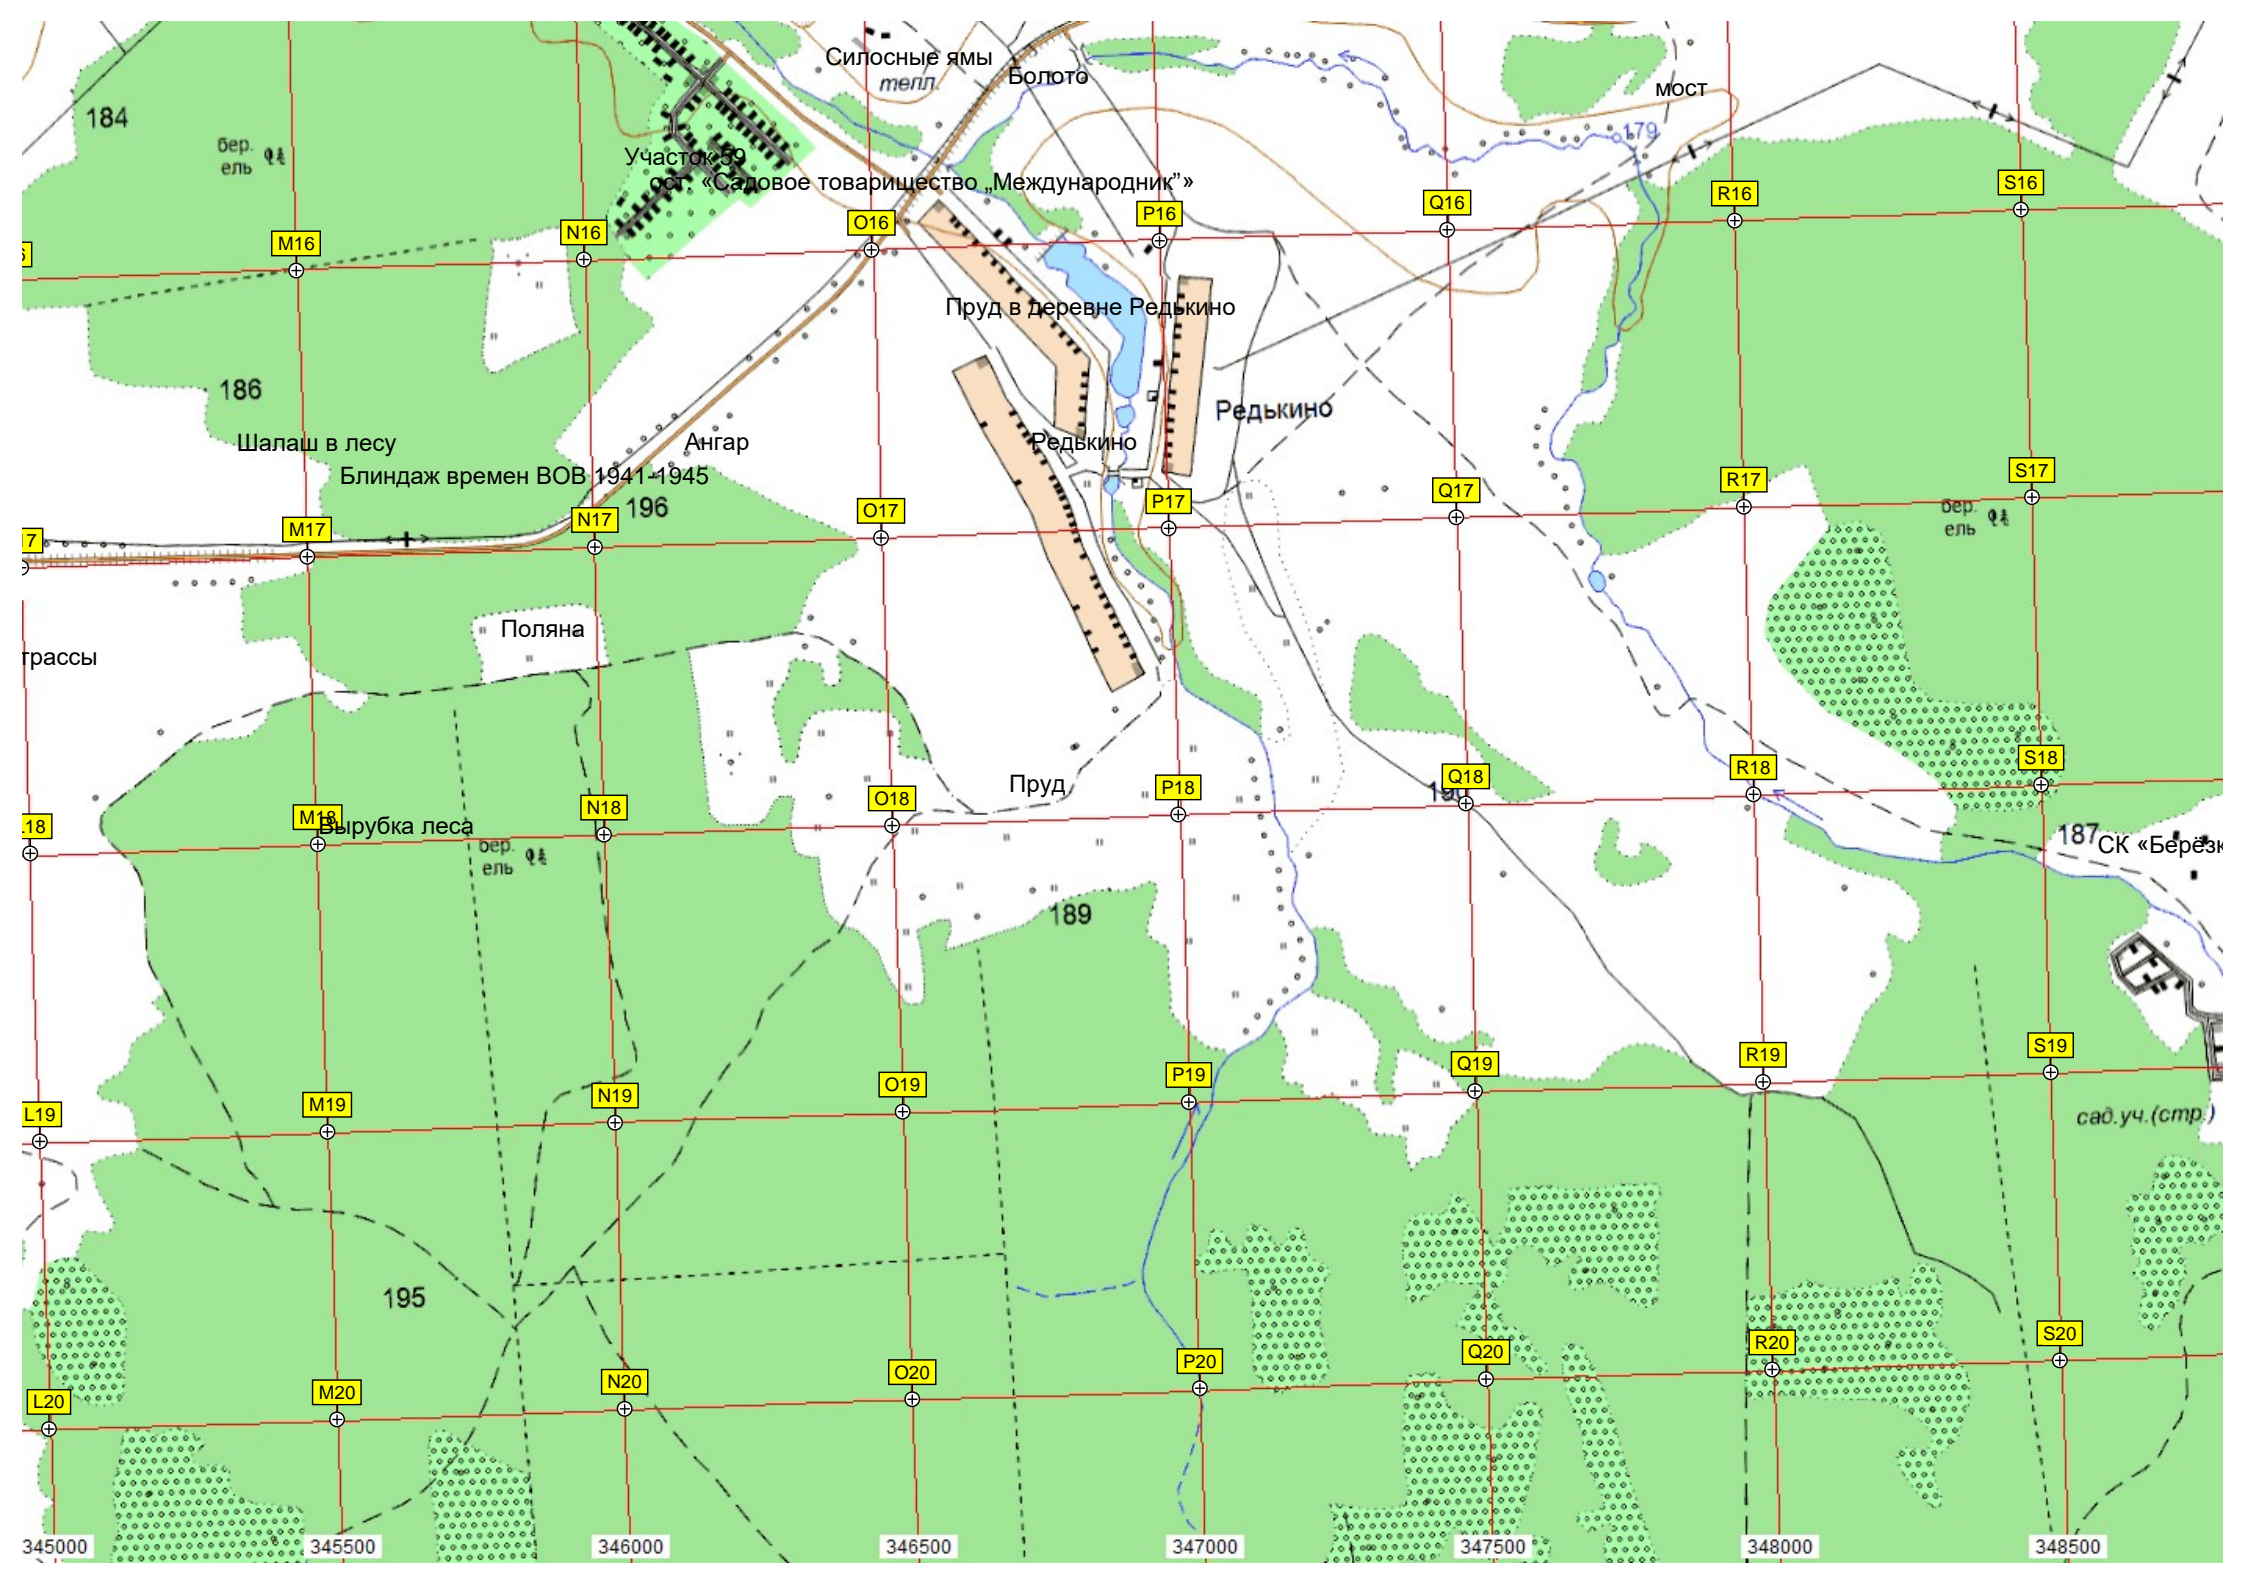 Силосные ямы
тепл.
Болото
мост
184
179
бер.
ель
Участок 59
ост. «Садовое товарищество „Международник”»
M16
N16
O16
P16
Q16
R16
S16
Пруд в деревне Редькино
186
Редькино
Шалаш в лесу
Ангар
Редькино
Блиндаж времен ВОВ 1941-1945
196
бер.
ель
17
M17
N17
O17
P17
Q17
R17
S17
Поляна
трассы
Пруд
190
L18
M18
N18
O18
P18
Q18
R18
S18
Вырубка леса
187
СК «Берёзк
бер.
ель
189
L19
M19
N19
O19
P19
Q19
R19
S19
сад.уч.(стр.)
195
L20
M20
N20
O20
P20
Q20
R20
S20
345000
345500
346000
346500
347000
347500
348000
348500